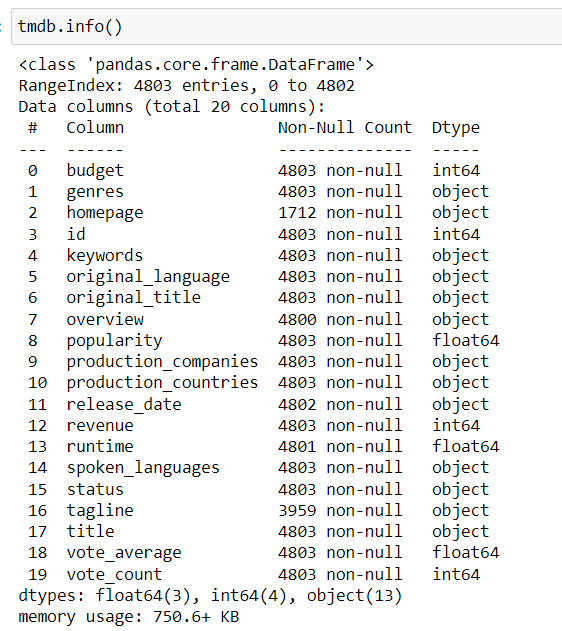 tmdb.info()
<class 'pandas.core.frame.DataFrame'>
RangeIndex: 4803 entries, 0 to 4802
Data columns (total 20 columns):
 #   Column                Non-Null Count  Dtype
---  ------                --------------  -----
 0   budget                4803 non-null   int64
 1   genres                4803 non-null   object
 2   homepage              1712 non-null   object
 3   id                    4803 non-null   int64
 4   keywords              4803 non-null   object
 5   original_language     4803 non-null   object
 6   original_title        4803 non-null   object
 7   overview              4800 non-null   object
 8   popularity            4803 non-null   float64
 9   production_companies  4803 non-null   object
 10  production_countries  4803 non-null   object
 11  release_date          4802 non-null   object
 12  revenue               4803 non-null   int64
 13  runtime               4801 non-null   float64
 14  spoken_languages      4803 non-null   object
 15  status                4803 non-null   object
 16  tagline               3959 non-null   object
 17  title                 4803 non-null   object
 18  vote_average          4803 non-null   float64
 19  vote_count            4803 non-null   int64
dtypes: float64(3), int64(4), object(13)
memory usage: 750.6+ KB